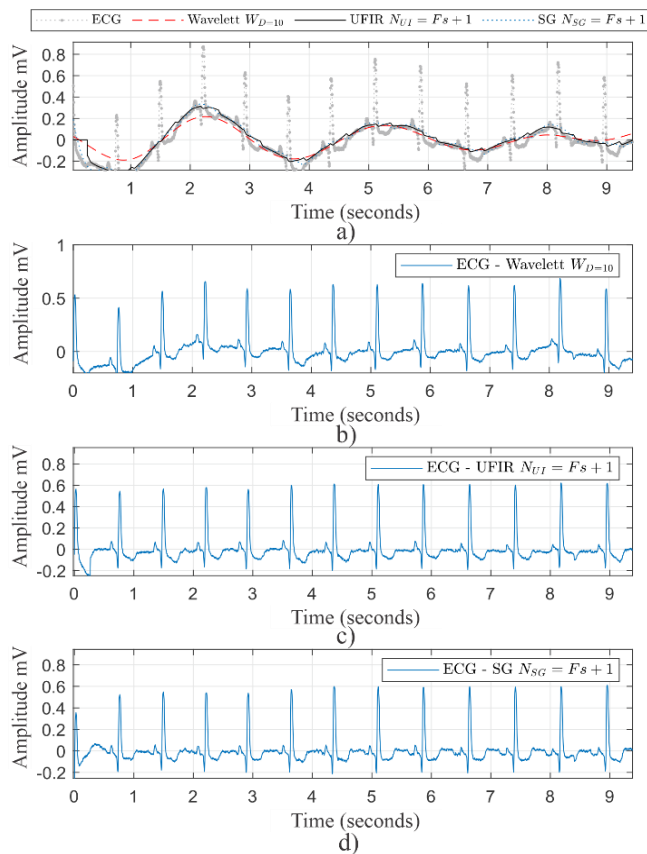 ECG Wavelett W_{D=10} UFIR N_{UI} = Fs + 1 SG N_{SG} = Fs + 1
Amplitude mV
0.8
0.6
0.4
0.2
0
-0.2
0 1 2 3 4 5 6 7 8 9
Time (seconds)
a)
Amplitude mV
1
0.5
0
ECG - Wavelett W_{D=10}
0 1 2 3 4 5 6 7 8 9
Time (seconds)
b)
Amplitude mV
0.8
0.6
0.4
0.2
0
-0.2
ECG - UFIR N_{UI} = Fs + 1
0 1 2 3 4 5 6 7 8 9
Time (seconds)
c)
Amplitude mV
0.8
0.6
0.4
0.2
0
-0.2
ECG - SG N_{SG} = Fs + 1
0 1 2 3 4 5 6 7 8 9
Time (seconds)
d)